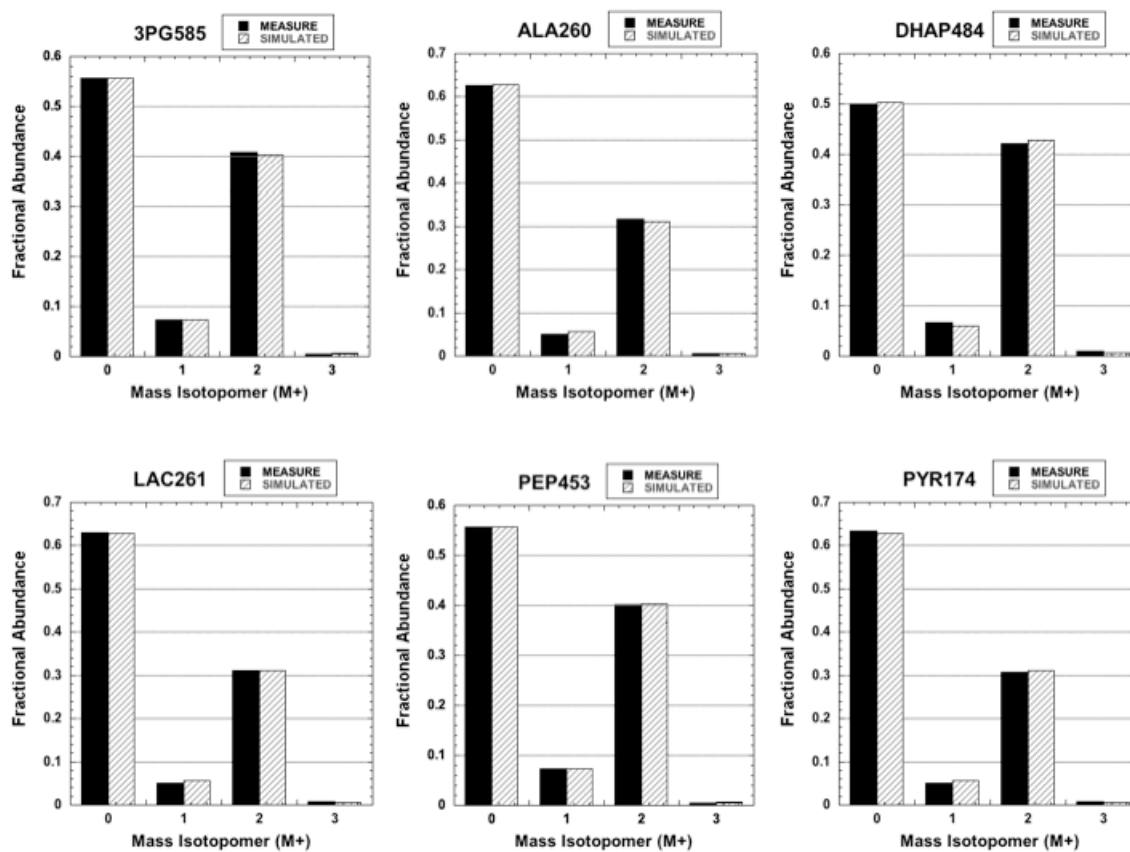 3PG585
MEASURE
SIMULATED
Fractional Abundance
0.6
0.5
0.4
0.3
0.2
0.1
0
0 1 2 3
Mass Isotopomer (M+)
ALA260
MEASURE
SIMULATED
Fractional Abundance
0.7
0.6
0.5
0.4
0.3
0.2
0.1
0
0 1 2 3
Mass Isotopomer (M+)
DHAP484
MEASURE
SIMULATED
Fractional Abundance
0.6
0.5
0.4
0.3
0.2
0.1
0
0 1 2 3
Mass Isotopomer (M+)
LAC261
MEASURE
SIMULATED
Fractional Abundance
0.7
0.6
0.5
0.4
0.3
0.2
0.1
0
0 1 2 3
Mass Isotopomer (M+)
PEP453
MEASURE
SIMULATED
Fractional Abundance
0.6
0.5
0.4
0.3
0.2
0.1
0
0 1 2 3
Mass Isotopomer (M+)
PYR174
MEASURE
SIMULATED
Fractional Abundance
0.7
0.6
0.5
0.4
0.3
0.2
0.1
0
0 1 2 3
Mass Isotopomer (M+)